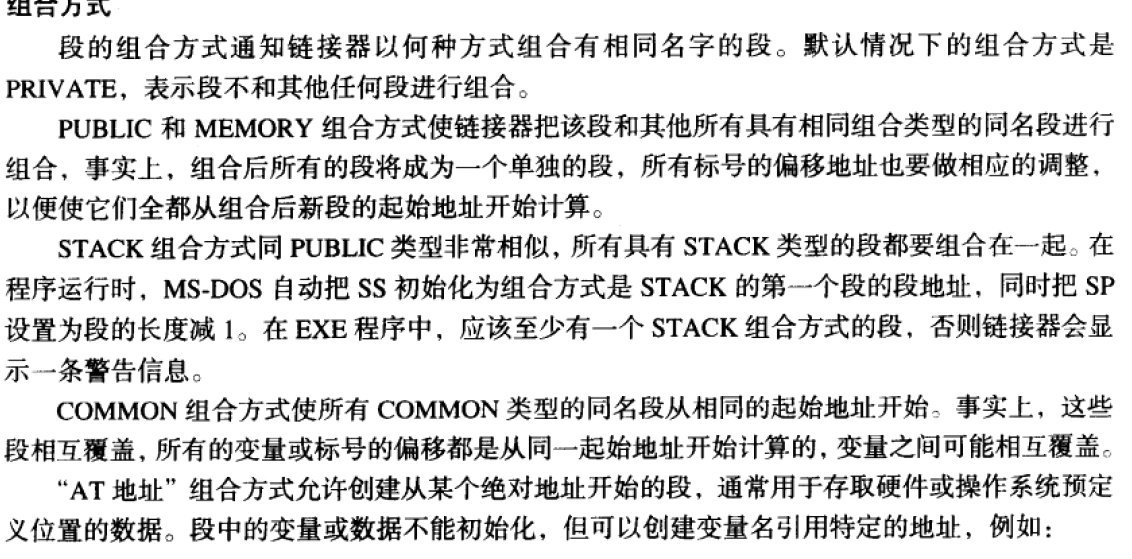 组合方式
段的组合方式通知链接器以何种方式组合有相同名字的段。默认情况下的组合方式是
PRIVATE，表示段不和其他任何段进行组合。
PUBLIC 和 MEMORY 组合方式使链接器把该段和其他所有具有相同组合类型的同名段进行
组合，事实上，组合后所有的段将成为一个单独的段，所有标号的偏移地址也要做相应的调整，
以便使它们全都从组合后新段的起始地址开始计算。
STACK 组合方式同 PUBLIC 类型非常相似，所有具有 STACK 类型的段都要组合在一起。在
程序运行时，MS-DOS 自动把 SS 初始化为组合方式是 STACK 的第一个段的段地址，同时把 SP
设置为段的长度减 1。在 EXE 程序中，应该至少有一个 STACK 组合方式的段，否则链接器会显
示一条警告信息。
COMMON 组合方式使所有 COMMON 类型的同名段从相同的起始地址开始。事实上，这些
段相互覆盖，所有的变量或标号的偏移都是从同一起始地址开始计算的，变量之间可能相互覆盖。
“AT 地址”组合方式允许创建从某个绝对地址开始的段，通常用于存取硬件或操作系统预定
义位置的数据。段中的变量或数据不能初始化，但可以创建变量名引用特定的地址，例如：